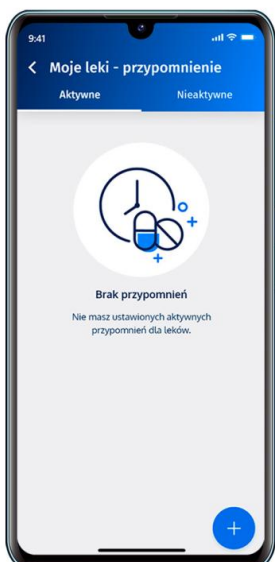 9:41
Moje leki - przypomnienie
Aktywne Nieaktywne
Brak przypomnień
Nie masz ustawionych aktywnych
przypomnień dla leków.